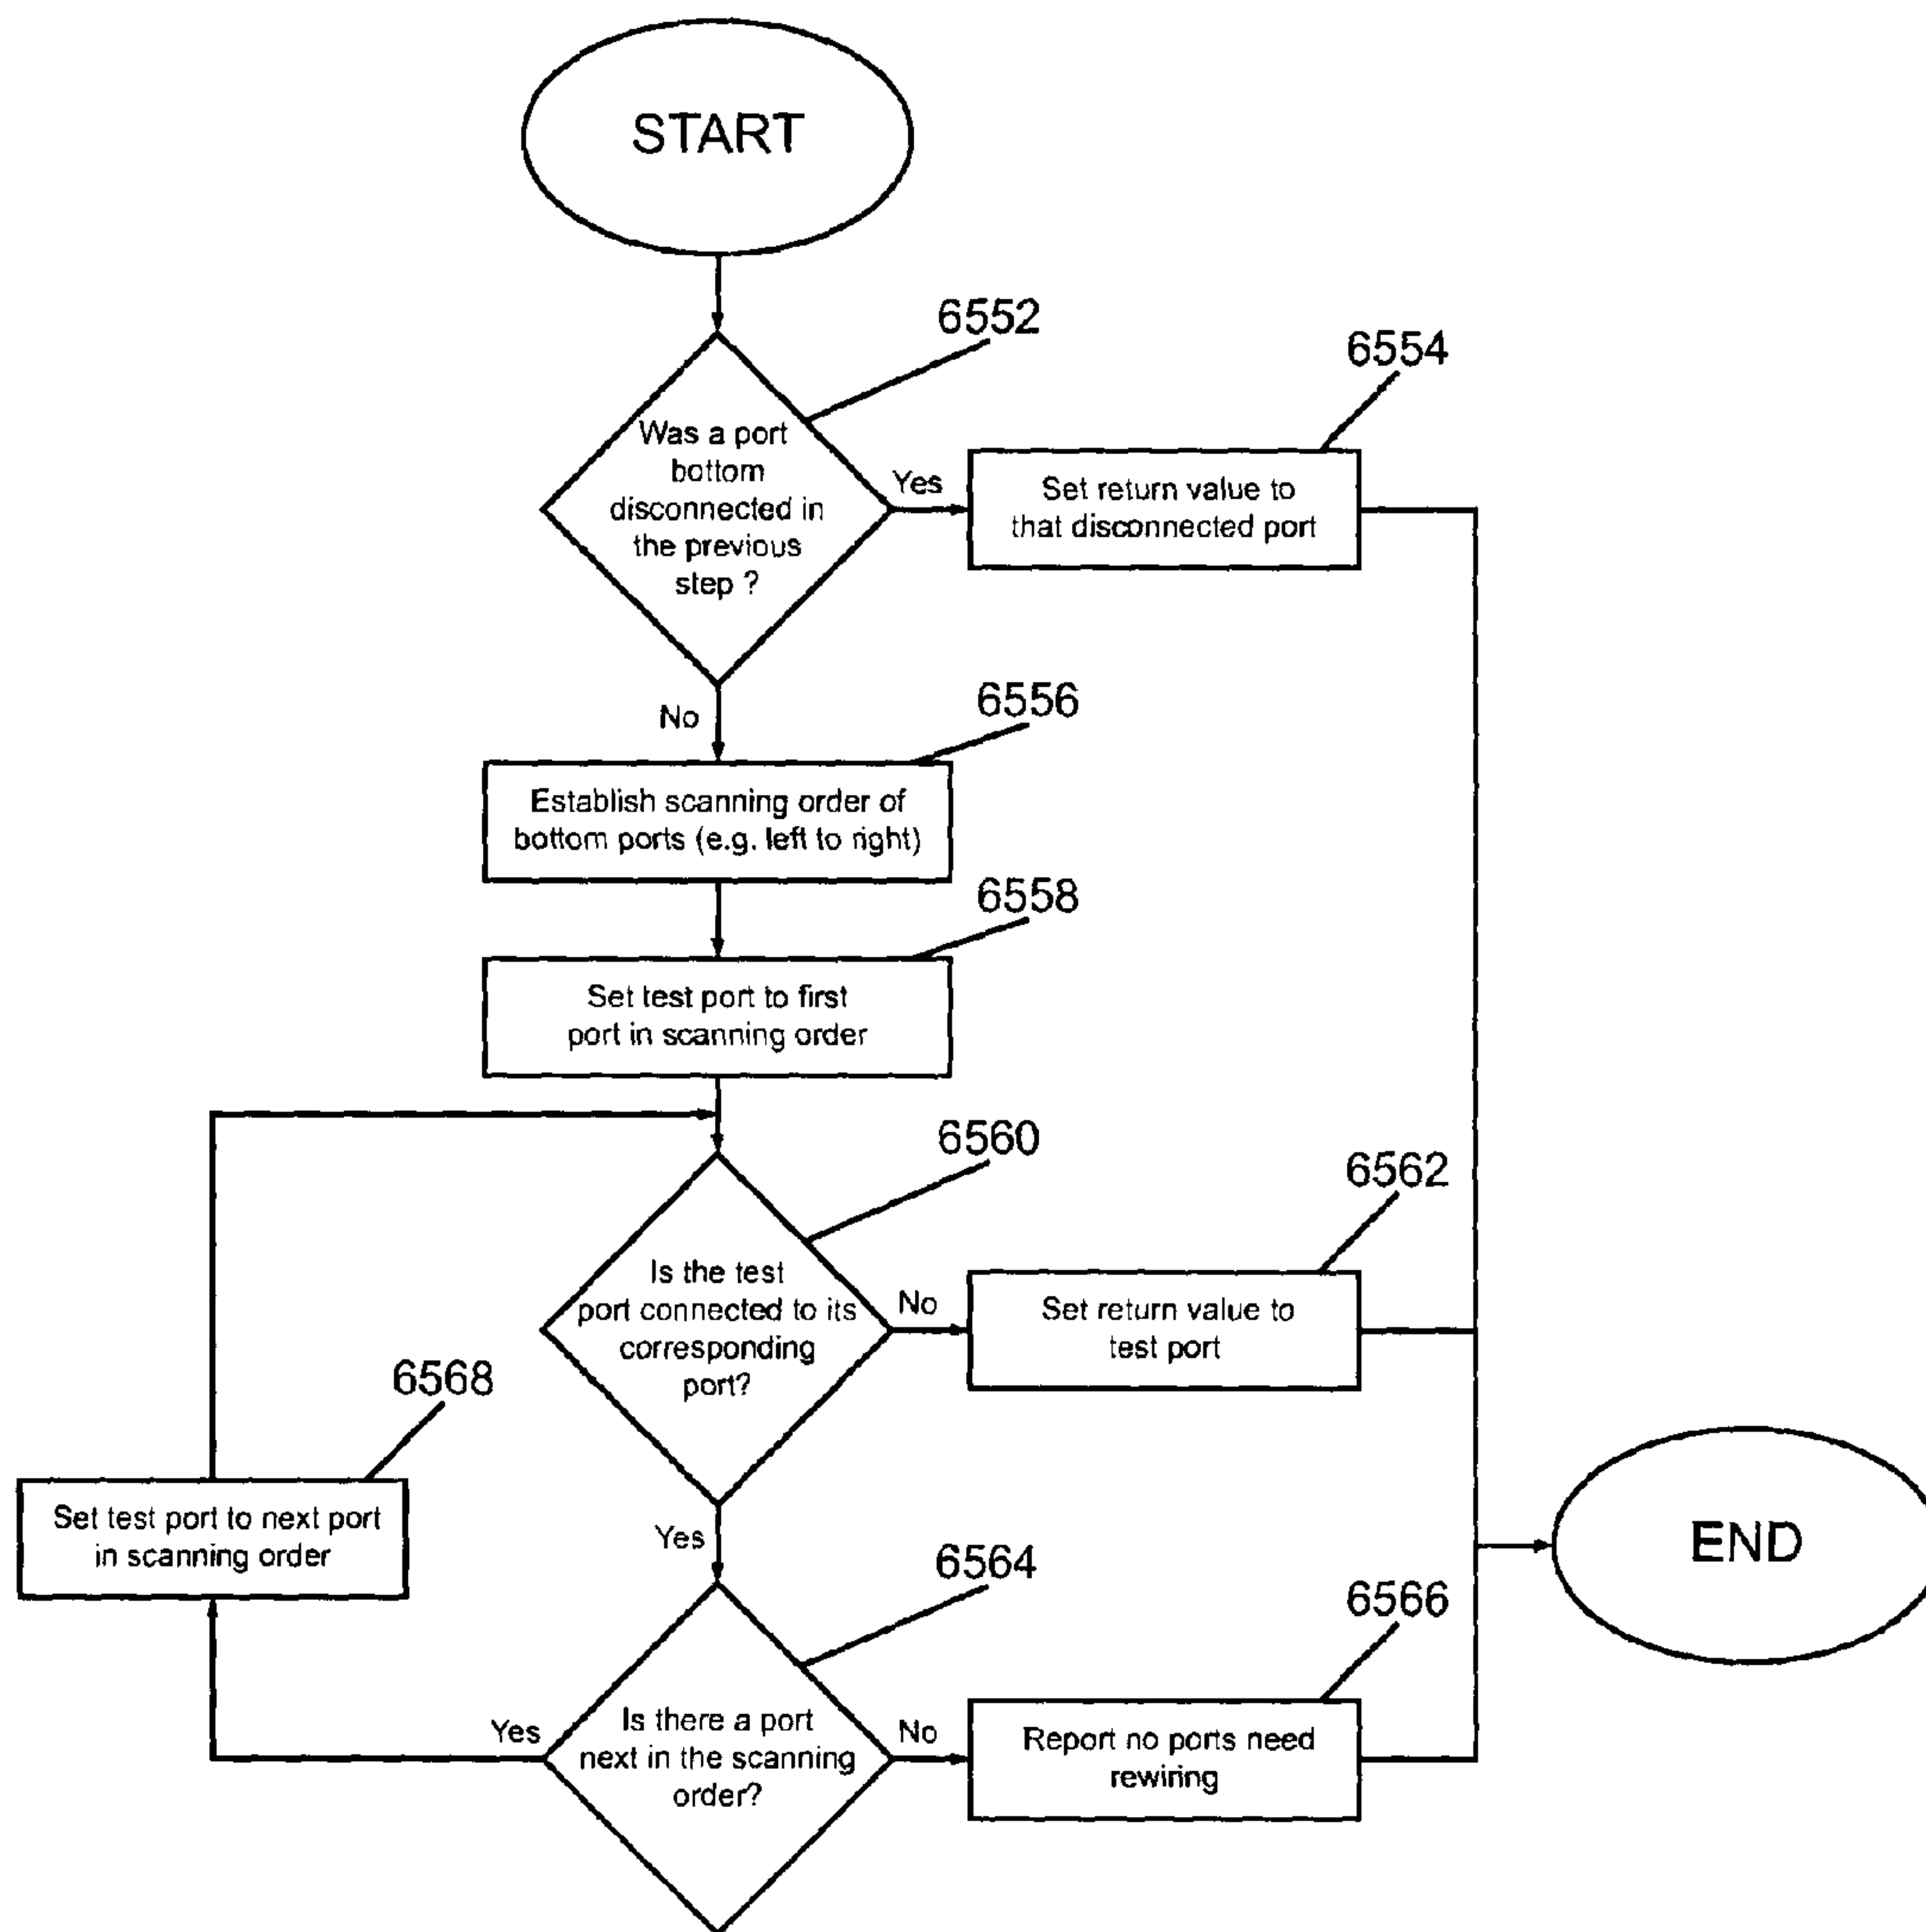 START
6552
6554
Was a port
bottom
disconnected in
the previous
step ?
Yes
Set return value to
that disconnected port
No
6556
Establish scanning order of
bottom ports (e.g. left to right)
6558
Set test port to first
port in scanning order
6560
6562
Is the test
port connected to its
corresponding
port?
No
Set return value to
test port
6568
Set test port to next port
in scanning order
Yes
6564
6566
END
Is there a port
next in the scanning
order?
Yes
No
Report no ports need
rewiring